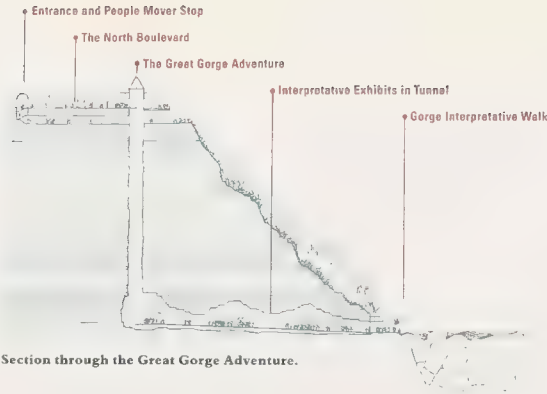 Entrance and People Mover Stop
The North Boulevard
The Great Gorge Adventure
Interpretative Exhibits in Tunnel
Gorge Interpretative Walk
Section through the Great Gorge Adventure.